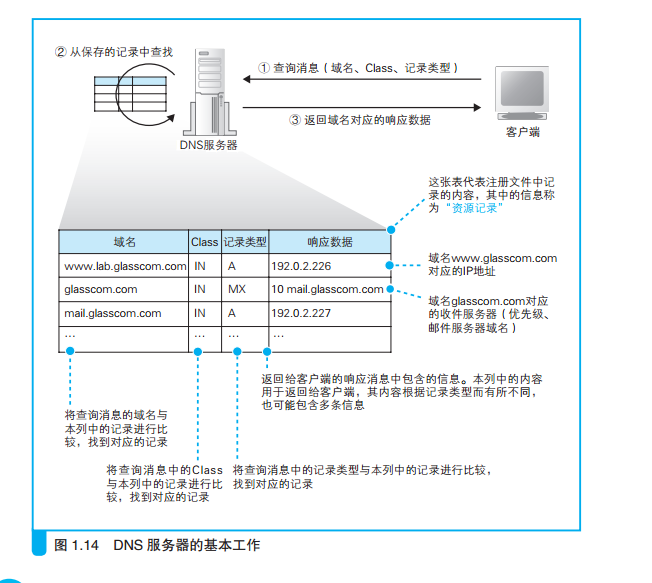 ② 从保存的记录中查找
① 查询消息（域名、Class、记录类型）
③ 返回域名对应的响应数据
DNS服务器
客户端
这张表代表注册文件中记
录的内容，其中的信息称
为“资源记录”
域名 Class 记录类型 响应数据
www.lab.glasscom.com IN A 192.0.2.226
glasscom.com IN MX 10 mail.glasscom.com
mail.glasscom.com IN A 192.0.2.227
… … … …
域名www.glasscom.com
对应的IP地址
域名glasscom.com对应
的收件服务器（优先级、
邮件服务器域名）
返回给客户端的响应消息中包含的信息。本列中的内容
用于返回给客户端，其内容根据记录类型而有所不同，
也可能包含多条信息
将查询消息的域名与
本列中的记录进行比
较，找到对应的记录
将查询消息中的Class
与本列中的记录进行比
较，找到对应的记录
将查询消息中的记录类型与本列中的记录进行比较，
找到对应的记录
图 1.14 DNS 服务器的基本工作